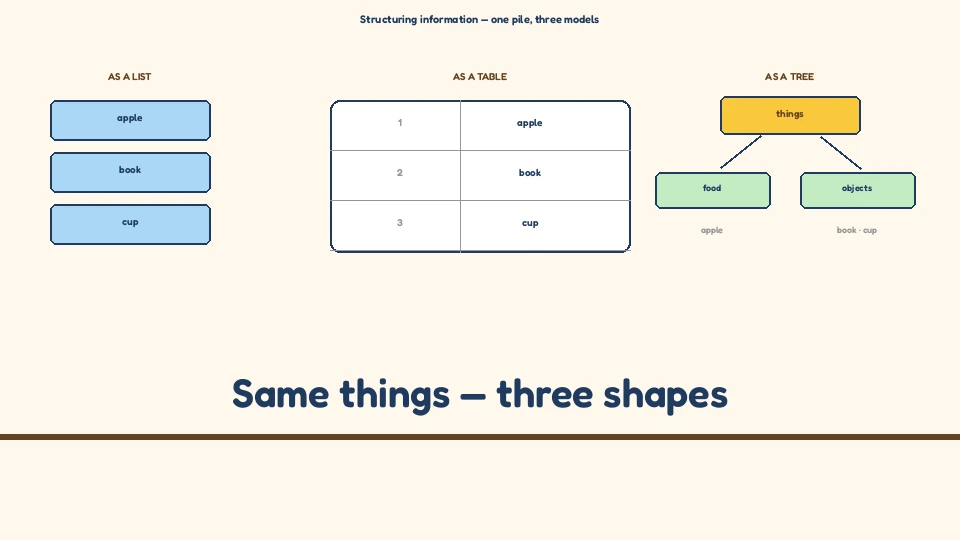 Structuring information — one pile, three models
AS A LIST
apple
book
cup
AS A TABLE
1 apple
2 book
3 cup
AS A TREE
things
food objects
apple book · cup
Same things — three shapes